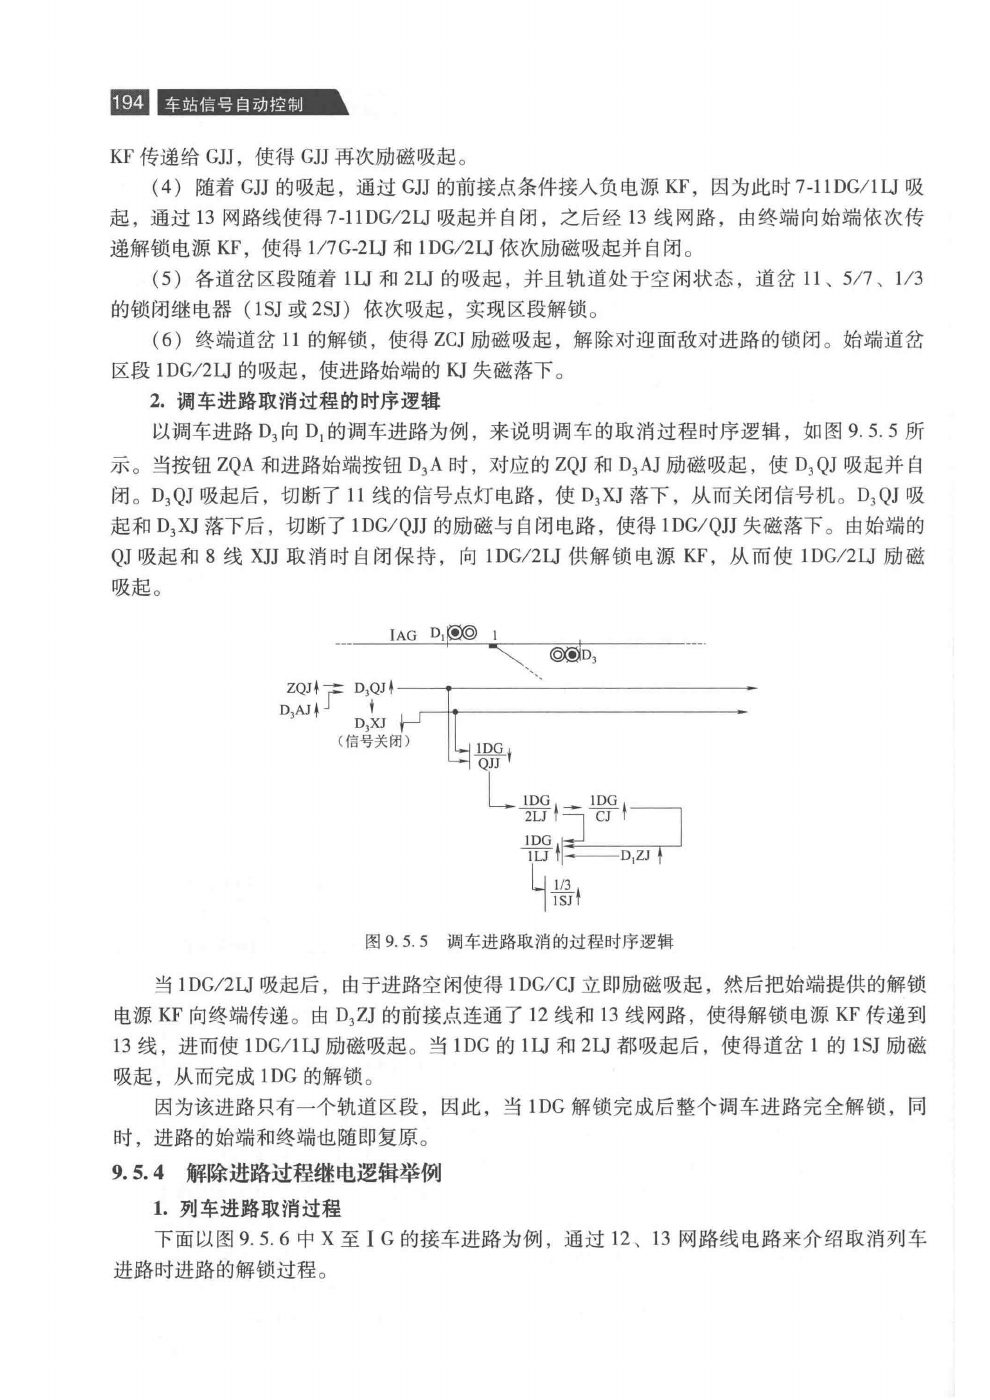 194 车站信号自动控制
KF 传递给 GJJ，使得 GJJ 再次励磁吸起。
（4）随着 GJJ 的吸起，通过 GJJ 的前接点条件接入负电源 KF，因为此时 7-11DG/1LJ 吸
起，通过 13 网路线使得 7-11DG/2LJ 吸起并自闭，之后经 13 线网路，由终端向始端依次传
递解锁电源 KF，使得 1/7G-2LJ 和 1DG/2LJ 依次励磁吸起并自闭。
（5）各道岔区段随着 1LJ 和 2LJ 的吸起，并且轨道处于空闲状态，道岔 11、5/7、1/3
的锁闭继电器（1SJ 或 2SJ）依次吸起，实现区段解锁。
（6）终端道岔 11 的解锁，使得 ZCJ 励磁吸起，解除对迎面敌对进路的锁闭。始端道岔
区段 1DG/2LJ 的吸起，使进路始端的 KJ 失磁落下。
2. 调车进路取消过程的时序逻辑
以调车进路 D₃向 D₁的调车进路为例，来说明调车的取消过程时序逻辑，如图 9.5.5 所
示。当按钮 ZQA 和进路始端按钮 D₃A 时，对应的 ZQJ 和 D₃AJ 励磁吸起，使 D₃QJ 吸起并自
闭。D₃QJ 吸起后，切断了 11 线的信号点灯电路，使 D₃XJ 落下，从而关闭信号机。D₃QJ 吸
起和 D₃XJ 落下后，切断了 1DG/QJJ 的励磁与自闭电路，使得 1DG/QJJ 失磁落下。由始端的
QJ 吸起和 8 线 XJJ 取消时自闭保持，向 1DG/2LJ 供解锁电源 KF，从而使 1DG/2LJ 励磁
吸起。
ⅠAG D₁ 1
D₃
ZQJ↑ D₃QJ↑
D₃AJ↑
D₃XJ↓
（信号关闭）
1DG
QJJ ↓
1DG 1DG
2LJ ↑ CJ ↑
1DG
1LJ ↑ D₁ZJ↑
1/3
1SJ ↑
图 9.5.5 调车进路取消的过程时序逻辑
当 1DG/2LJ 吸起后，由于进路空闲使得 1DG/CJ 立即励磁吸起，然后把始端提供的解锁
电源 KF 向终端传递。由 D₃ZJ 的前接点连通了 12 线和 13 线网路，使得解锁电源 KF 传递到
13 线，进而使 1DG/1LJ 励磁吸起。当 1DG 的 1LJ 和 2LJ 都吸起后，使得道岔 1 的 1SJ 励磁
吸起，从而完成 1DG 的解锁。
因为该进路只有一个轨道区段，因此，当 1DG 解锁完成后整个调车进路完全解锁，同
时，进路的始端和终端也随即复原。
9.5.4 解除进路过程继电逻辑举例
1. 列车进路取消过程
下面以图 9.5.6 中 X 至 Ⅰ G 的接车进路为例，通过 12、13 网路线电路来介绍取消列车
进路时进路的解锁过程。